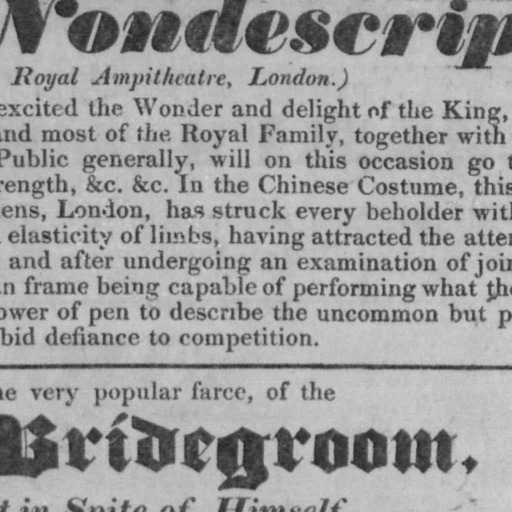 Nondescrip
Royal Ampitheatre, London.)
excited the Wonder and delight of the King,
and most of the Royal Family, together with
Public generally, will on this occasion go t
rength, &c. &c. In the Chinese Costume, this
ens, London, has struck every beholder wit
elasticity of limbs, having attracted the atten
and after undergoing an examination of join
n frame being capable of performing what the
ower of pen to describe the uncommon but p
bid defiance to competition.
he very popular farce, of the
Bridegroom.
t in Spite of Himself